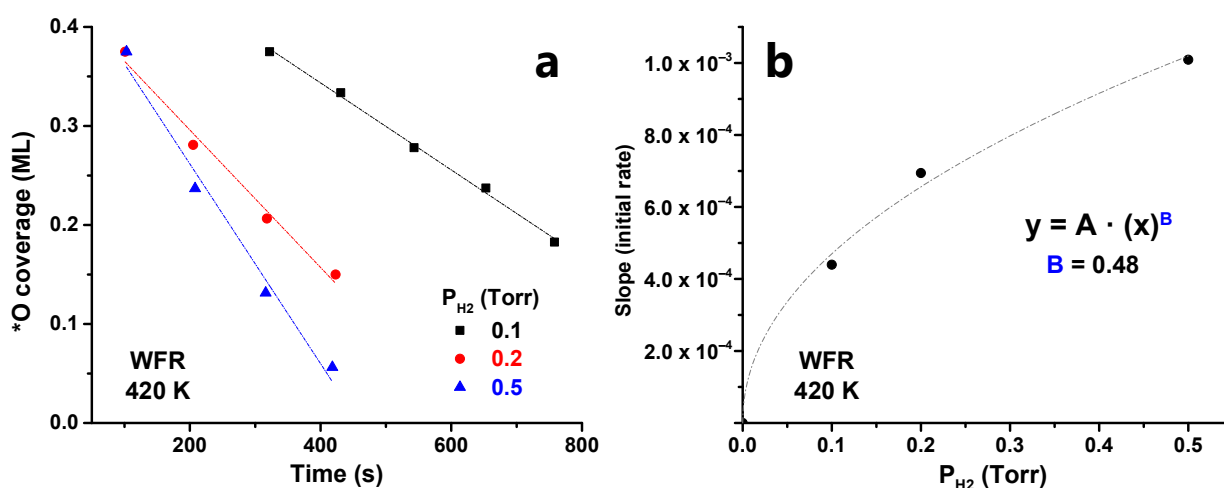 a
*O coverage (ML)
0.4
0.3
0.2
0.1
0.0
200
400
600
800
Time (s)
WFR
420 K
P_H2 (Torr)
0.1
0.2
0.5
b
Slope (initial rate)
1.0 x 10⁻³
8.0 x 10⁻⁴
6.0 x 10⁻⁴
4.0 x 10⁻⁴
2.0 x 10⁻⁴
0.0
0.1
0.2
0.3
0.4
0.5
P_H2 (Torr)
WFR
420 K
y = A · (x)ᴮ
B = 0.48